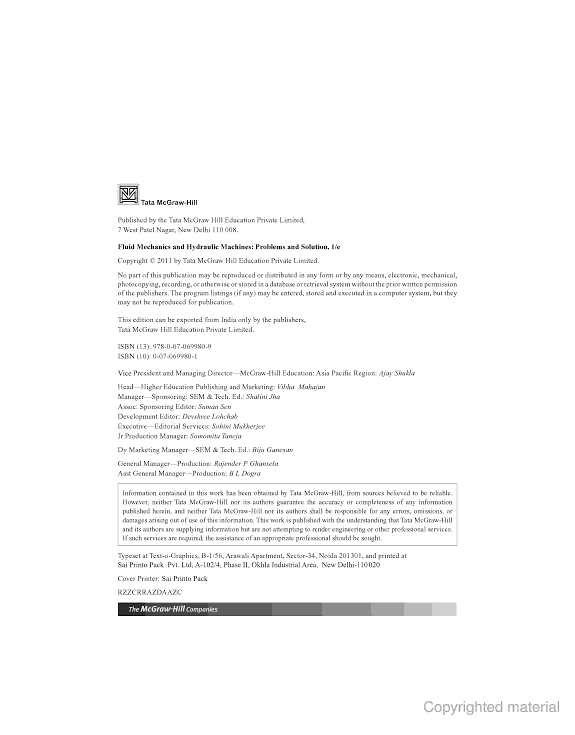 Tata McGraw-Hill
Published by the Tata McGraw Hill Education Private Limited,
7 West Patel Nagar, New Delhi 110 008.
Fluid Mechanics and Hydraulic Machines: Problems and Solution, 1/e
Copyright © 2011 by Tata McGraw Hill Education Private Limited.
No part of this publication may be reproduced or distributed in any form or by any means, electronic, mechanical,
photocopying, recording, or otherwise or stored in a database or retrieval system without the prior written permission
of the publishers. The program listings (if any) may be entered, stored and executed in a computer system, but they
may not be reproduced for publication.
This edition can be exported from India only by the publishers,
Tata McGraw Hill Education Private Limited.
ISBN (13): 978-0-07-069980-9
ISBN (10): 0-07-069980-1
Vice President and Managing Director—McGraw-Hill Education: Asia Pacific Region: Ajay Shukla
Head—Higher Education Publishing and Marketing: Vibha Mahajan
Manager—Sponsoring: SEM & Tech. Ed.: Shalini Jha
Assoc. Sponsoring Editor: Suman Sen
Development Editor: Devshree Lohchab
Executive—Editorial Services: Sohini Mukherjee
Jr Production Manager: Somomita Taneja
Dy Marketing Manager—SEM & Tech. Ed.: Biju Ganesan
General Manager—Production: Rajender P Ghansela
Asst General Manager—Production: B L Dogra
Information contained in this work has been obtained by Tata McGraw-Hill, from sources believed to be reliable.
However, neither Tata McGraw-Hill nor its authors guarantee the accuracy or completeness of any information
published herein, and neither Tata McGraw-Hill nor its authors shall be responsible for any errors, omissions, or
damages arising out of use of this information. This work is published with the understanding that Tata McGraw-Hill
and its authors are supplying information but are not attempting to render engineering or other professional services.
If such services are required, the assistance of an appropriate professional should be sought.
Typeset at Text-o-Graphics, B-1/56, Arawali Apartment, Sector-34, Noida 201301, and printed at
Sai Printo Pack Pvt. Ltd, A-102/4, Phase II, Okhla Industrial Area, New Delhi-110 020
Cover Printer: Sai Printo Pack
RZZCRRAZDAAZC
The McGraw-Hill Companies
Copyrighted material